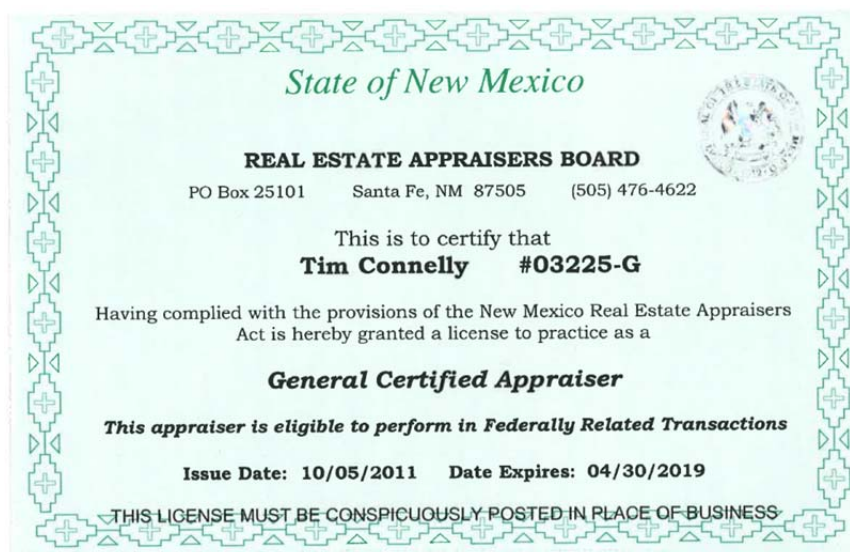 State of New Mexico
REAL ESTATE APPRAISERS BOARD
PO Box 25101 Santa Fe, NM 87505 (505) 476-4622
This is to certify that
Tim Connelly #03225-G
Having complied with the provisions of the New Mexico Real Estate Appraisers
Act is hereby granted a license to practice as a
General Certified Appraiser
This appraiser is eligible to perform in Federally Related Transactions
Issue Date: 10/05/2011 Date Expires: 04/30/2019
THIS LICENSE MUST BE CONSPICUOUSLY POSTED IN PLACE OF BUSINESS